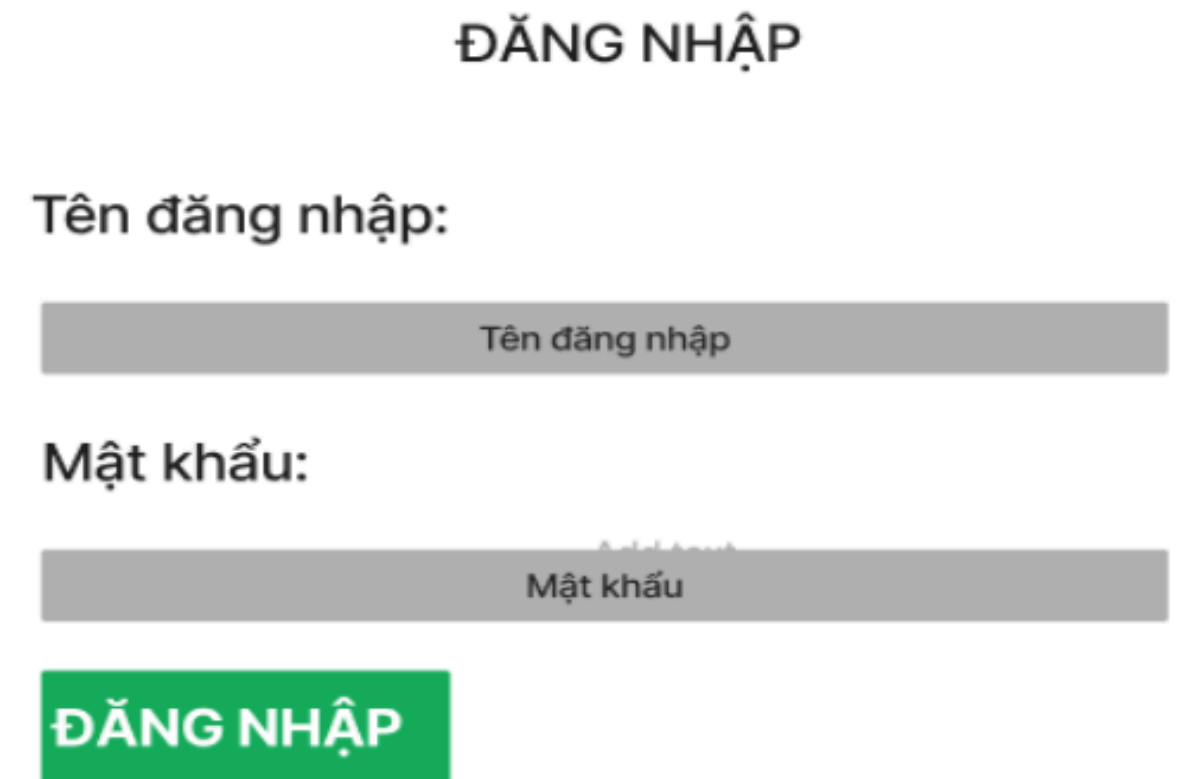 ĐĂNG NHẬP
Tên đăng nhập:
Tên đăng nhập
Mật khẩu:
Mật khẩu
ĐĂNG NHẬP